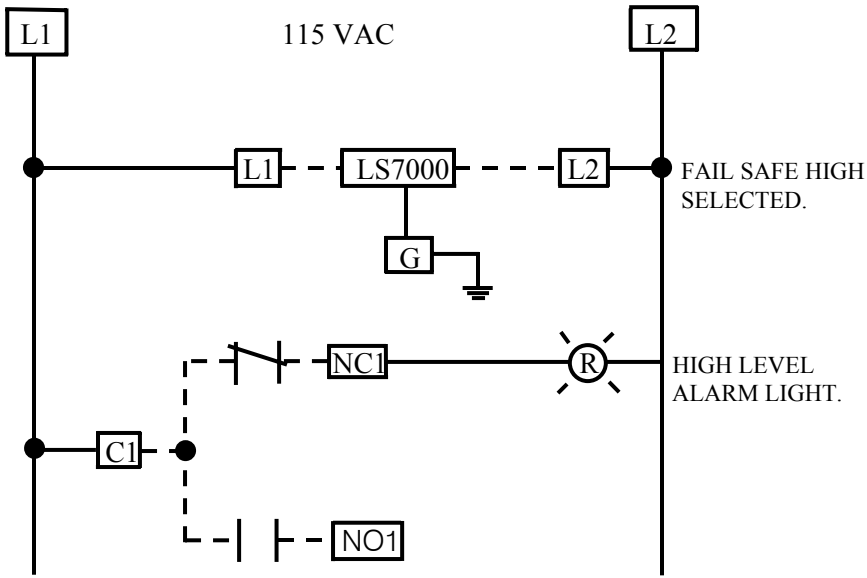 L1
115 VAC
L2
L1
LS7000
L2
FAIL SAFE HIGH
SELECTED.
G
NC1
R
HIGH LEVEL
ALARM LIGHT.
C1
NO1